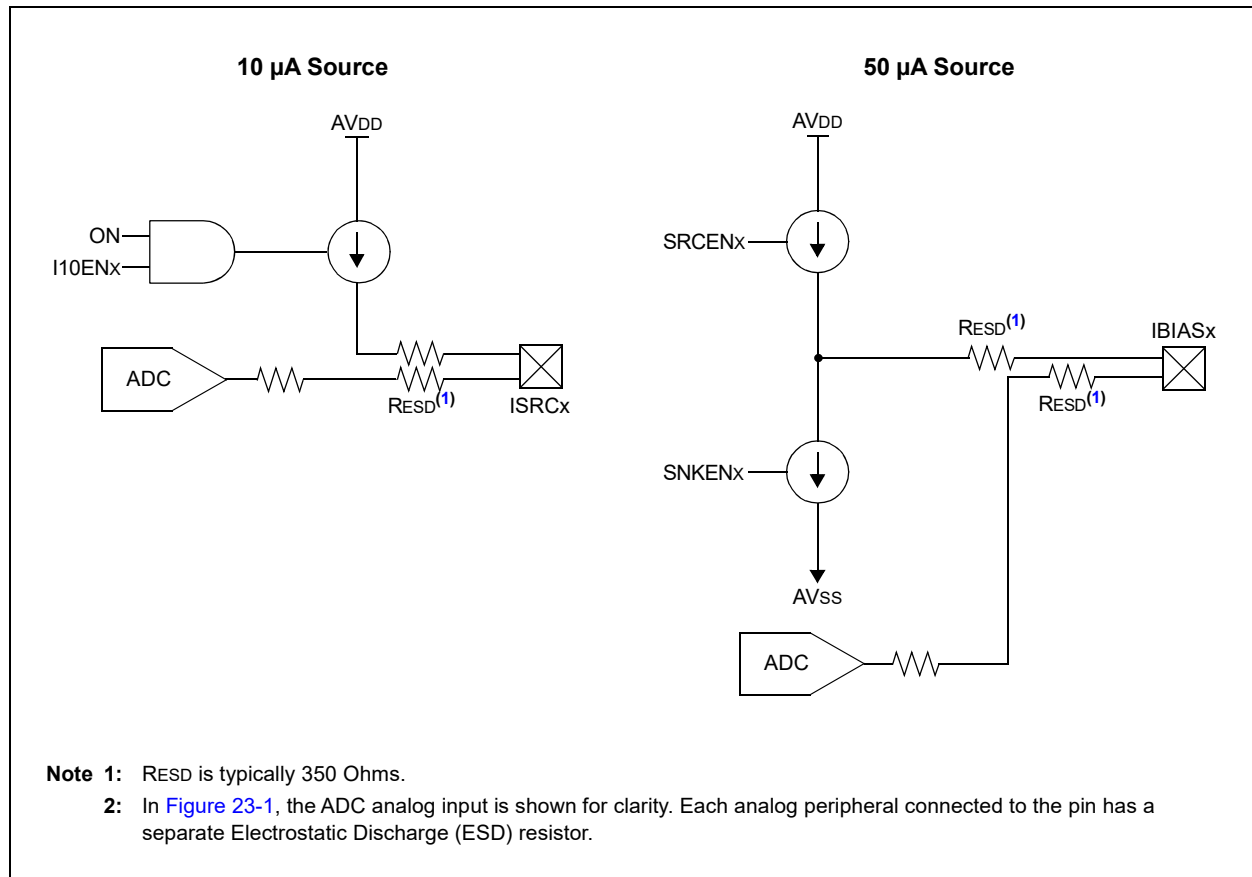 10 µA Source
50 µA Source
AVDD
AVDD
ON
I10ENx
SRCENx
RESD(1)
IBIASx
ADC
RESD(1)
ISRCx
RESD(1)
SNKENx
AVSS
ADC
Note 1: RESD is typically 350 Ohms.
2: In Figure 23-1, the ADC analog input is shown for clarity. Each analog peripheral connected to the pin has a
separate Electrostatic Discharge (ESD) resistor.